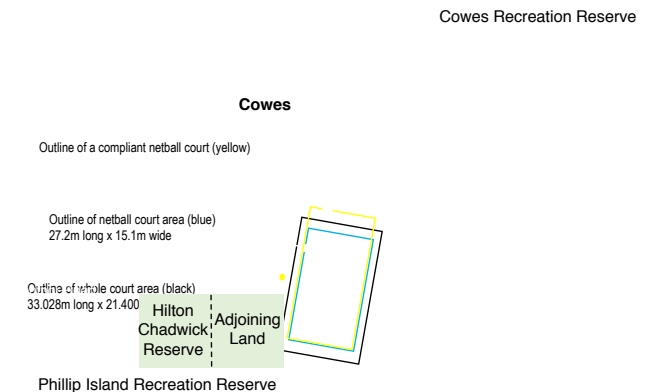 Cowes Recreation Reserve
Cowes
Outline of a compliant netball court (yellow)
Outline of netball court area (blue)
27.2m long x 15.1m wide
Outline of whole court area (black)
33.028m long x 21.400
Hilton
Chadwick
Reserve
Adjoining
Land
Phillip Island Recreation Reserve